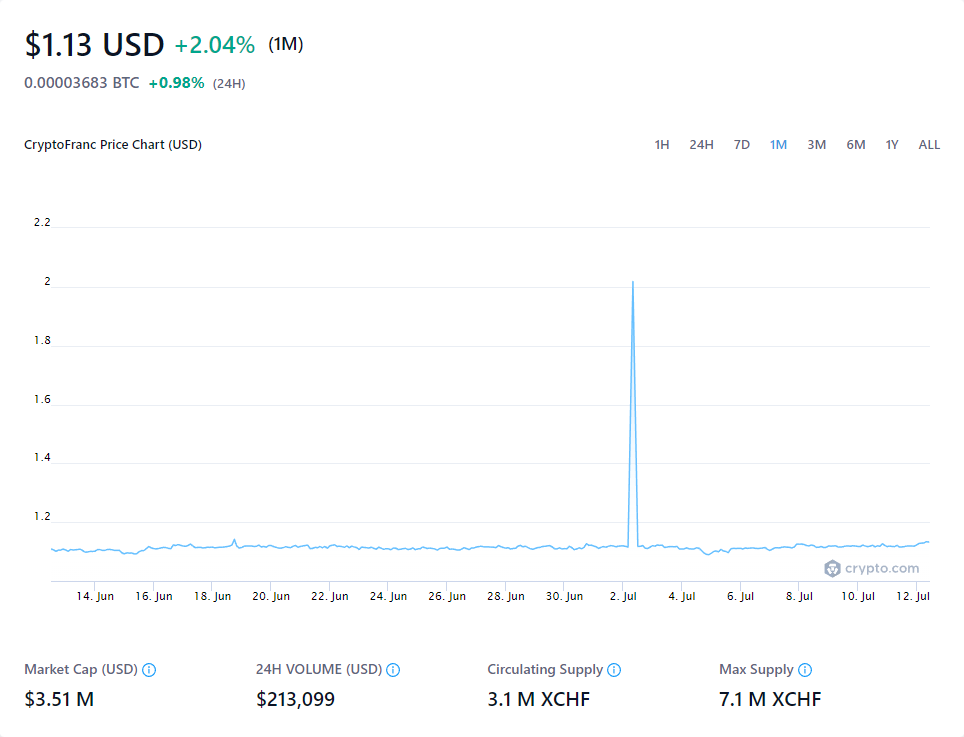 $1.13 USD +2.04% (1M)
0.00003683 BTC +0.98% (24H)
CryptoFranc Price Chart (USD) 1H 24H 7D 1M 3M 6M 1Y ALL
2.2
2
1.8
1.6
1.4
1.2
crypto.com
14. Jun 16. Jun 18. Jun 20. Jun 22. Jun 24. Jun 26. Jun 28. Jun 30. Jun 2. Jul 4. Jul 6. Jul 8. Jul 10. Jul 12. Jul
Market Cap (USD) 24H VOLUME (USD) Circulating Supply Max Supply
$3.51 M $213,099 3.1 M XCHF 7.1 M XCHF